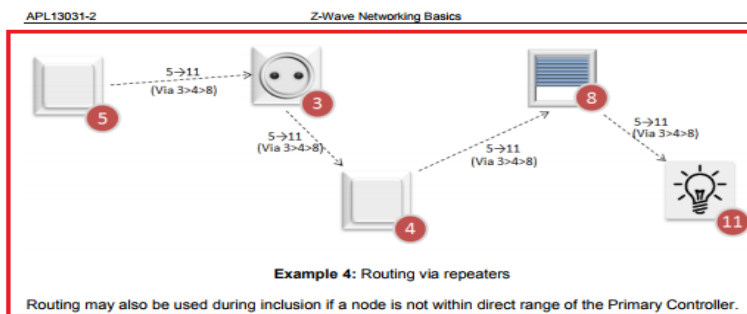 APL13031-2 Z-Wave Networking Basics
5→11
(Via 3>4>8)
5
3
8
5→11
(Via 3>4>8)
5→11
(Via 3>4>8)
5→11
(Via 3>4>8)
4
11
Example 4: Routing via repeaters
Routing may also be used during inclusion if a node is not within direct range of the Primary Controller.